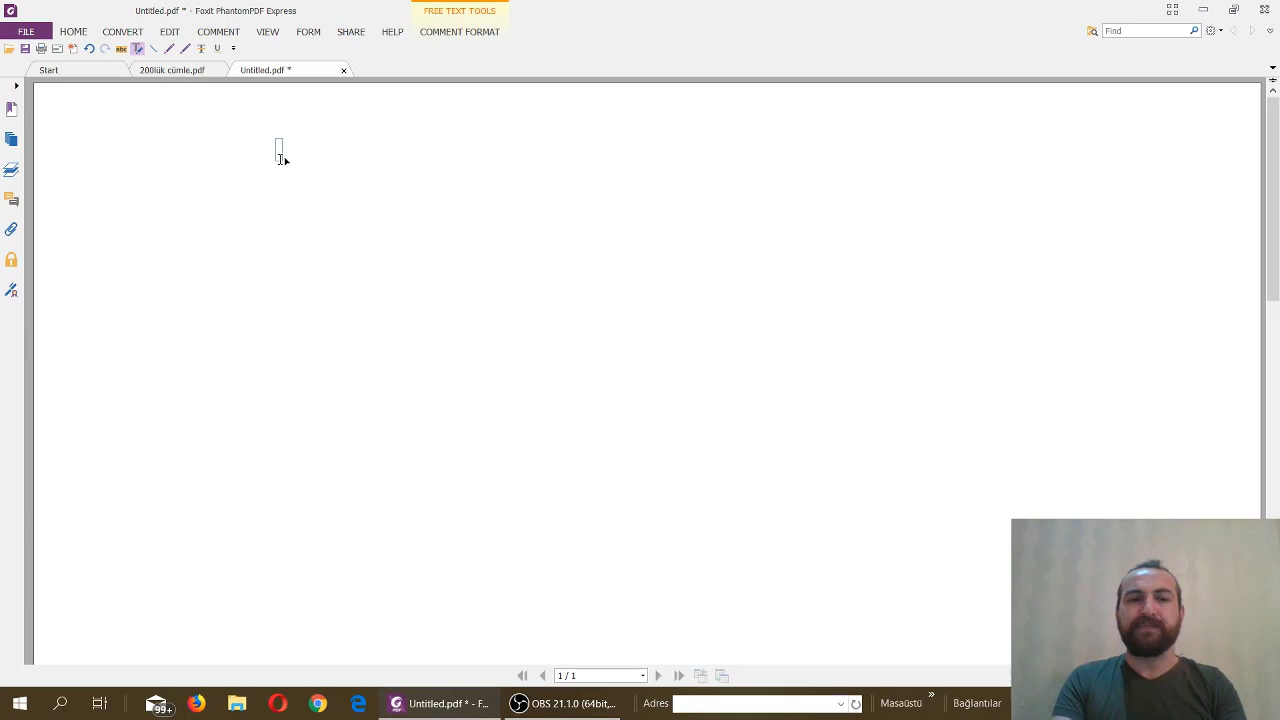 Untitled.pdf * - Foxit PhantomPDF Express
FREE TEXT TOOLS
FILE HOME CONVERT EDIT COMMENT VIEW FORM SHARE HELP COMMENT FORMAT
Find
abc U
Start 200lük cümle.pdf Untitled.pdf *
1 / 1
99+ Untitled.pdf * - F... OBS 21.1.0 (64bit,... Adres Masaüstü » Bağlantılar